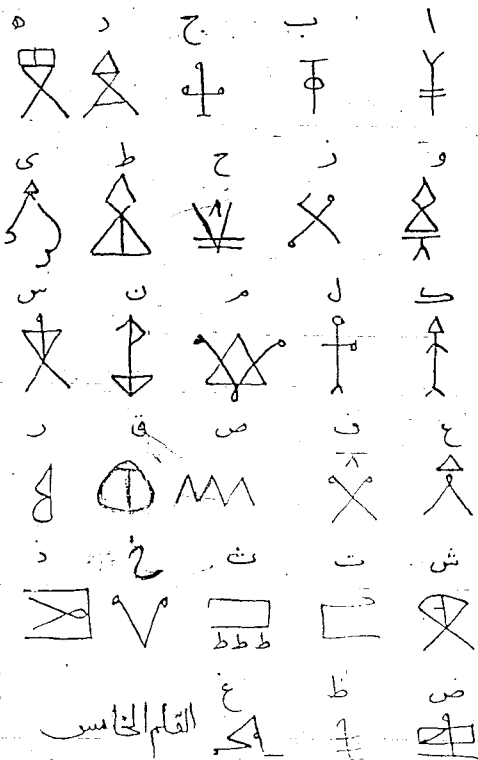 ا ب ج د ه
و ز ح ط ى
ك ل م ن س
ع ف ص ق ر
ش ت ث خ ذ
ض ظ غ القلم الخامس